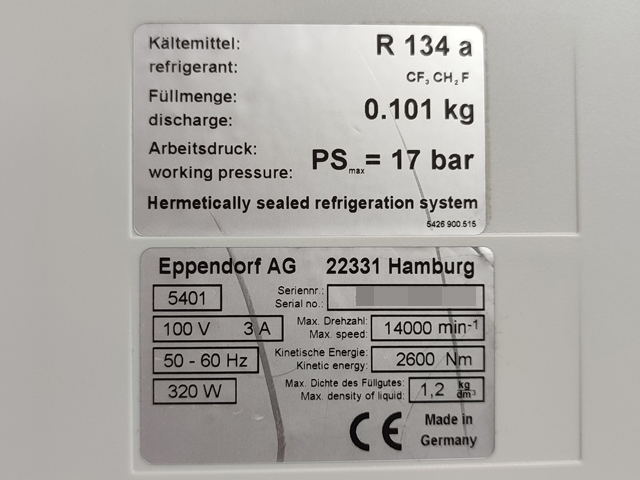 Kältemittel: R 134 a
refrigerant: CF₃ CH₂ F
Füllmenge: 0.101 kg
discharge:
Arbeitsdruck: PSmax = 17 bar
working pressure:
Hermetically sealed refrigeration system
5426 900.515
Eppendorf AG 22331 Hamburg
5401 Seriennr.:
Serial no.:
100 V 3 A Max. Drehzahl: 14000 min⁻¹
Max. speed:
50 - 60 Hz Kinetische Energie: 2600 Nm
Kinetic energy:
320 W Max. Dichte des Füllgutes: 1,2 kg/dm³
Max. density of liquid:
CE Made in
Germany